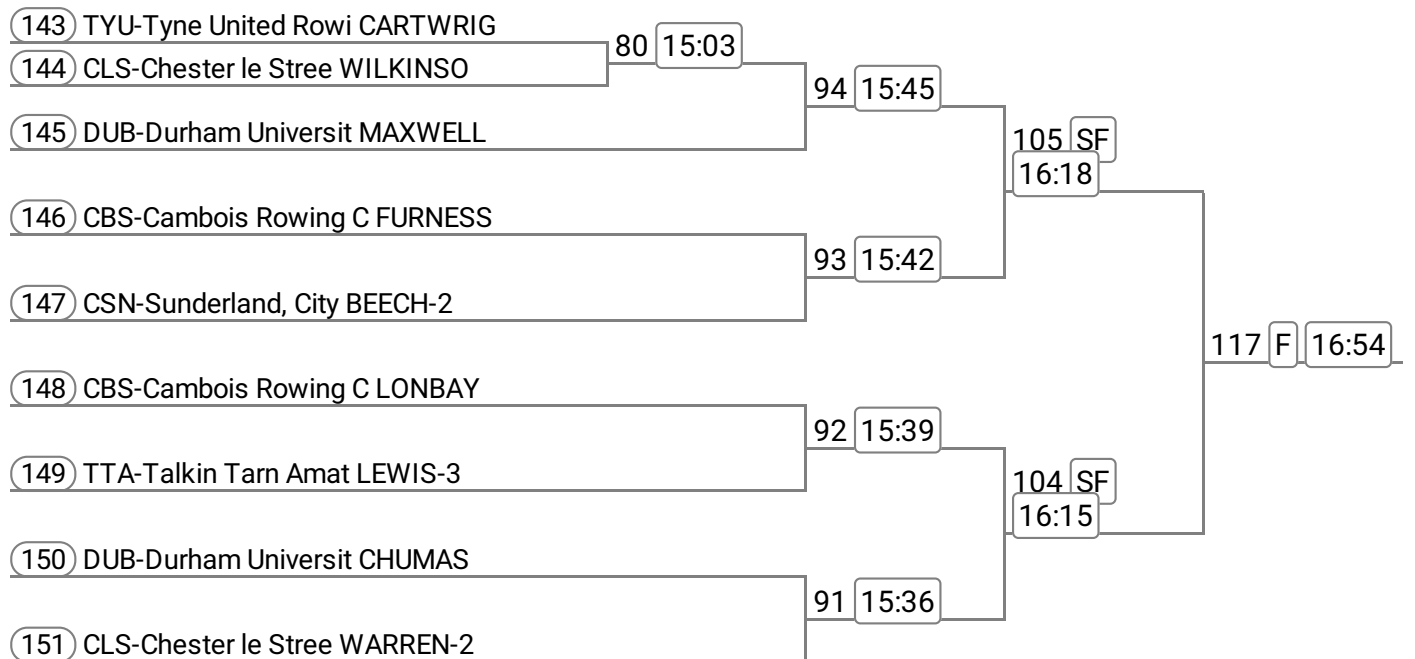 143 TYU-Tyne United Rowi CARTWRIG
80 15:03
144 CLS-Chester le Stree WILKINSO
94 15:45
145 DUB-Durham Universit MAXWELL
105 SF
16:18
146 CBS-Cambois Rowing C FURNESS
93 15:42
147 CSN-Sunderland, City BEECH-2
117 F 16:54
148 CBS-Cambois Rowing C LONBAY
92 15:39
149 TTA-Talkin Tarn Amat LEWIS-3
104 SF
16:15
150 DUB-Durham Universit CHUMAS
91 15:36
151 CLS-Chester le Stree WARREN-2